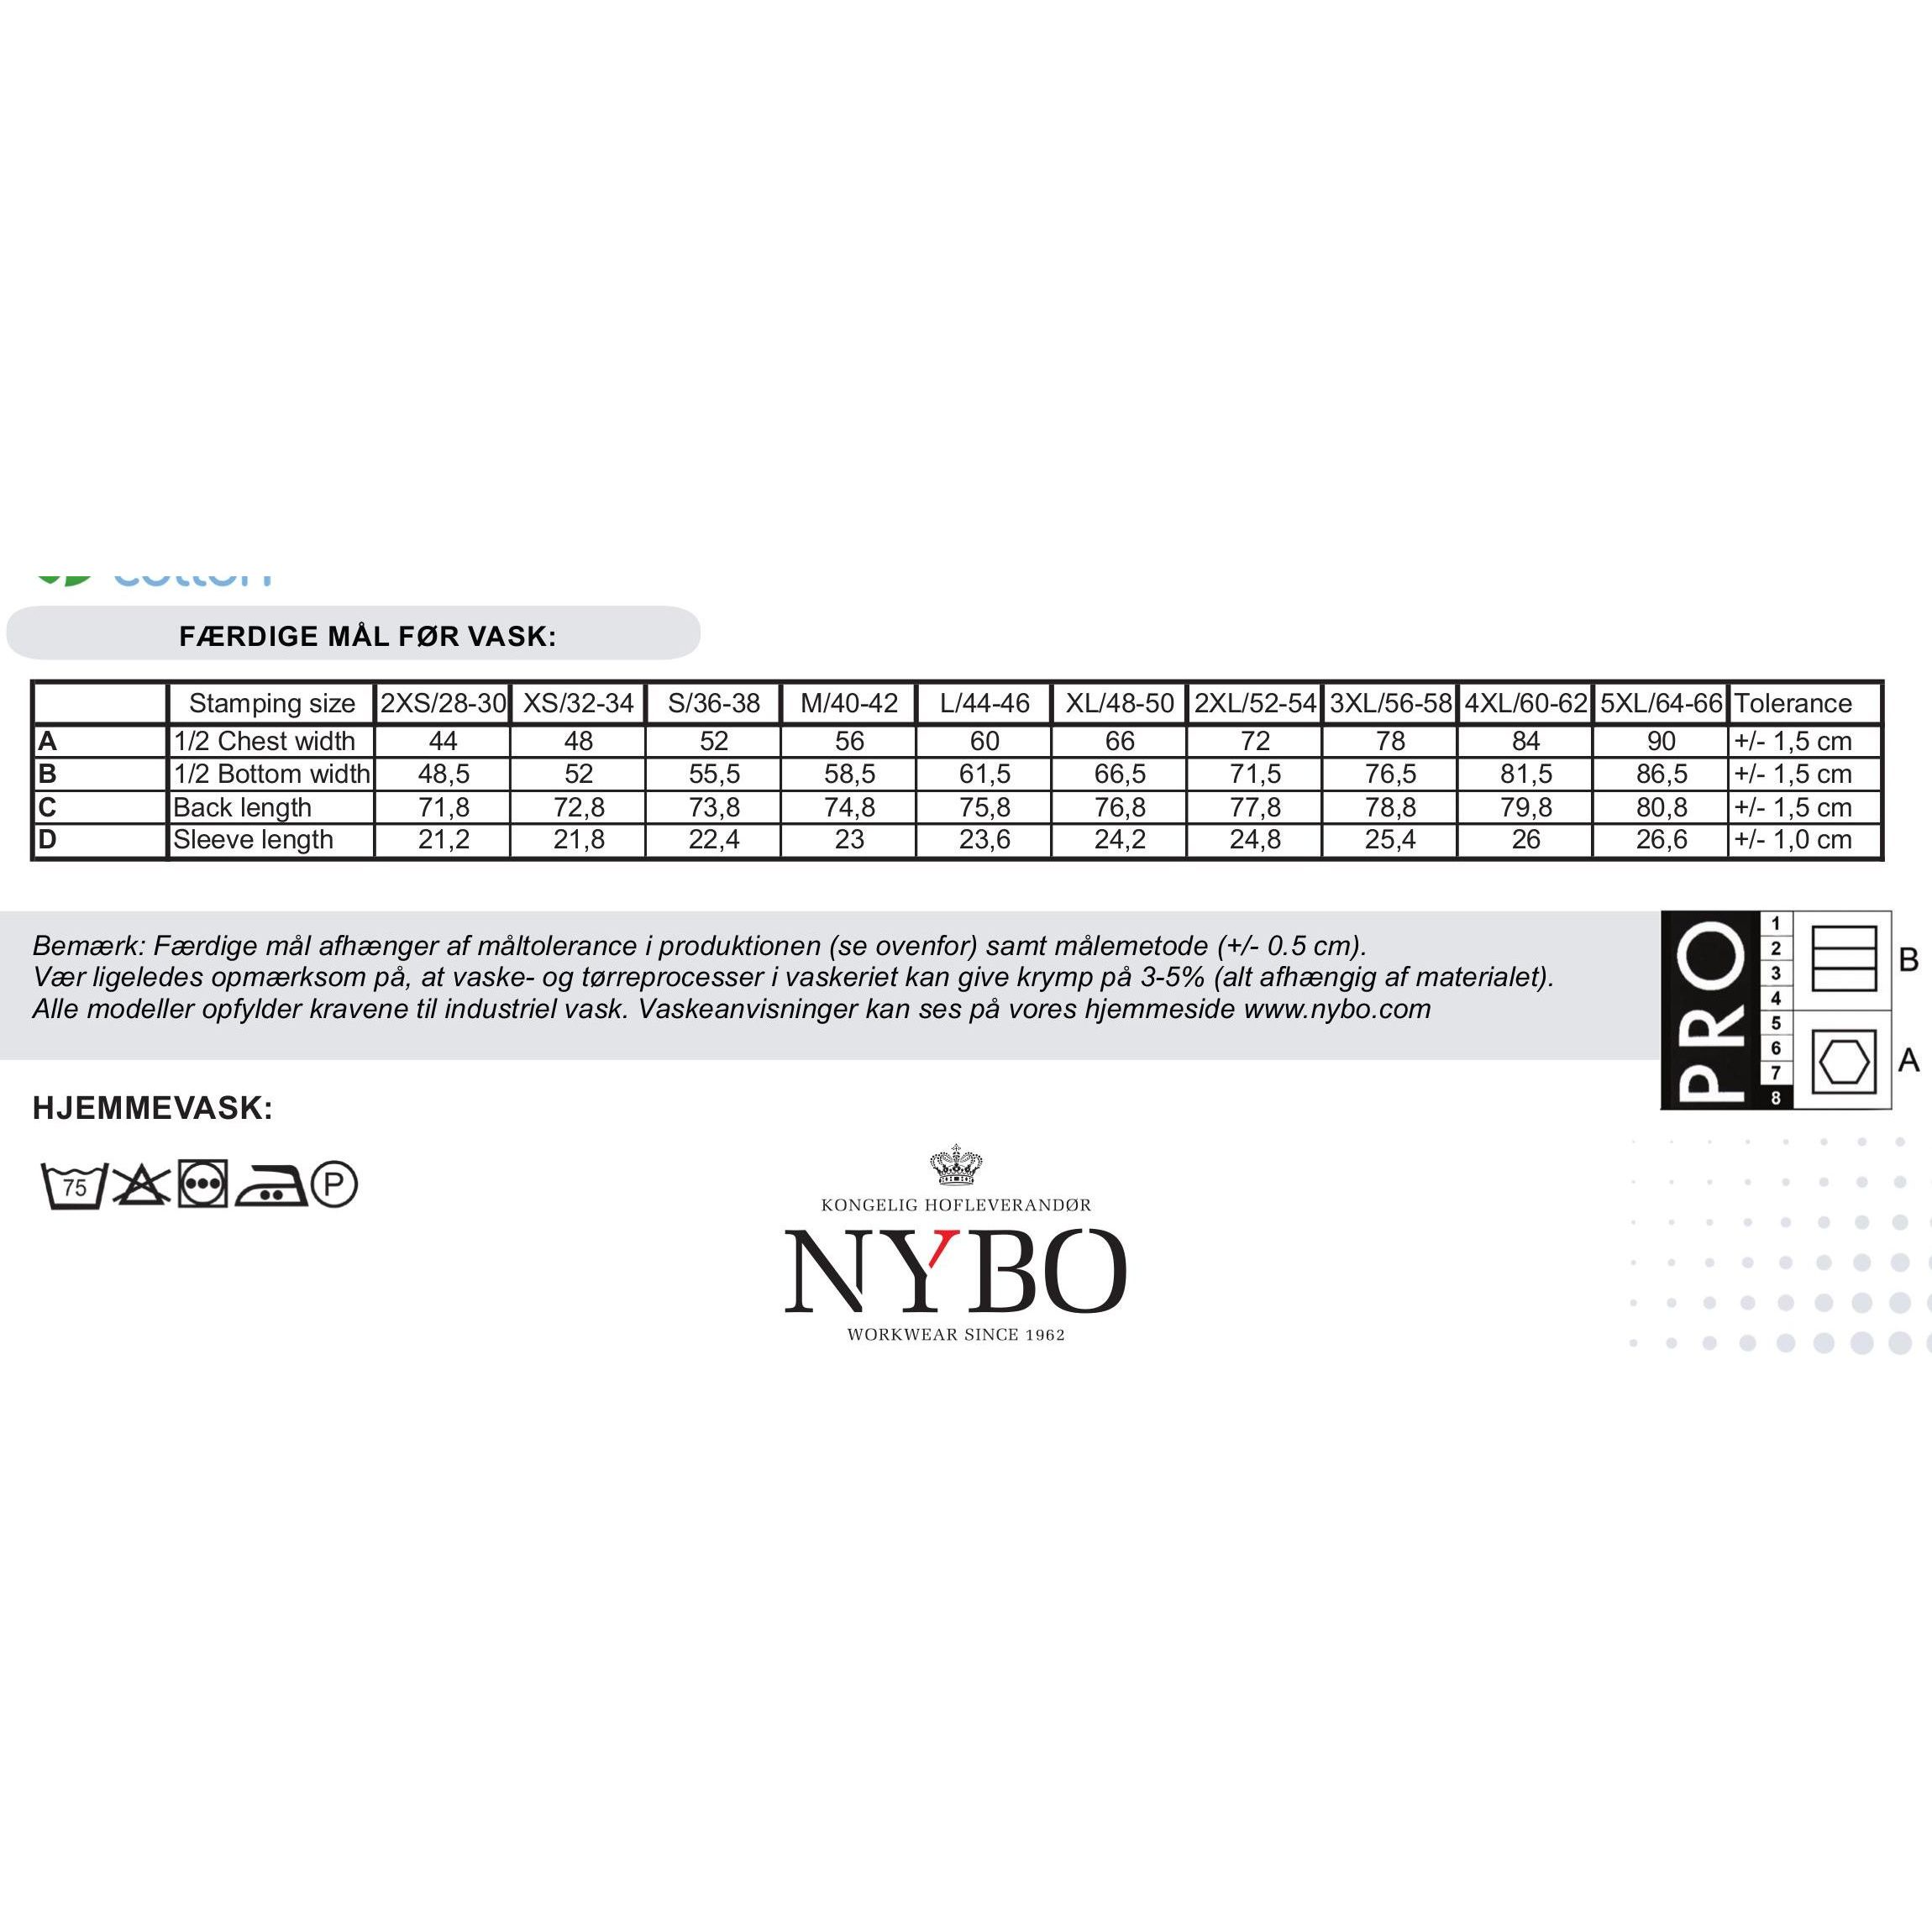 cotton
FÆRDIGE MÅL FØR VASK:
Stamping size 2XS/28-30 XS/32-34 S/36-38 M/40-42 L/44-46 XL/48-50 2XL/52-54 3XL/56-58 4XL/60-62 5XL/64-66 Tolerance
A 1/2 Chest width 44 48 52 56 60 66 72 78 84 90 +/- 1,5 cm
B 1/2 Bottom width 48,5 52 55,5 58,5 61,5 66,5 71,5 76,5 81,5 86,5 +/- 1,5 cm
C Back length 71,8 72,8 73,8 74,8 75,8 76,8 77,8 78,8 79,8 80,8 +/- 1,5 cm
D Sleeve length 21,2 21,8 22,4 23 23,6 24,2 24,8 25,4 26 26,6 +/- 1,0 cm
Bemærk: Færdige mål afhænger af måltolerance i produktionen (se ovenfor) samt målemetode (+/- 0.5 cm).
Vær ligeledes opmærksom på, at vaske- og tørreprocesser i vaskeriet kan give krymp på 3-5% (alt afhængig af materialet).
Alle modeller opfylder kravene til industriel vask. Vaskeanvisninger kan ses på vores hjemmeside www.nybo.com
PRO
1
2
3
4
5
6
7
8
B
A
HJEMMEVASK:
75
P
KONGELIG HOFLEVERANDØR
NYBO
WORKWEAR SINCE 1962